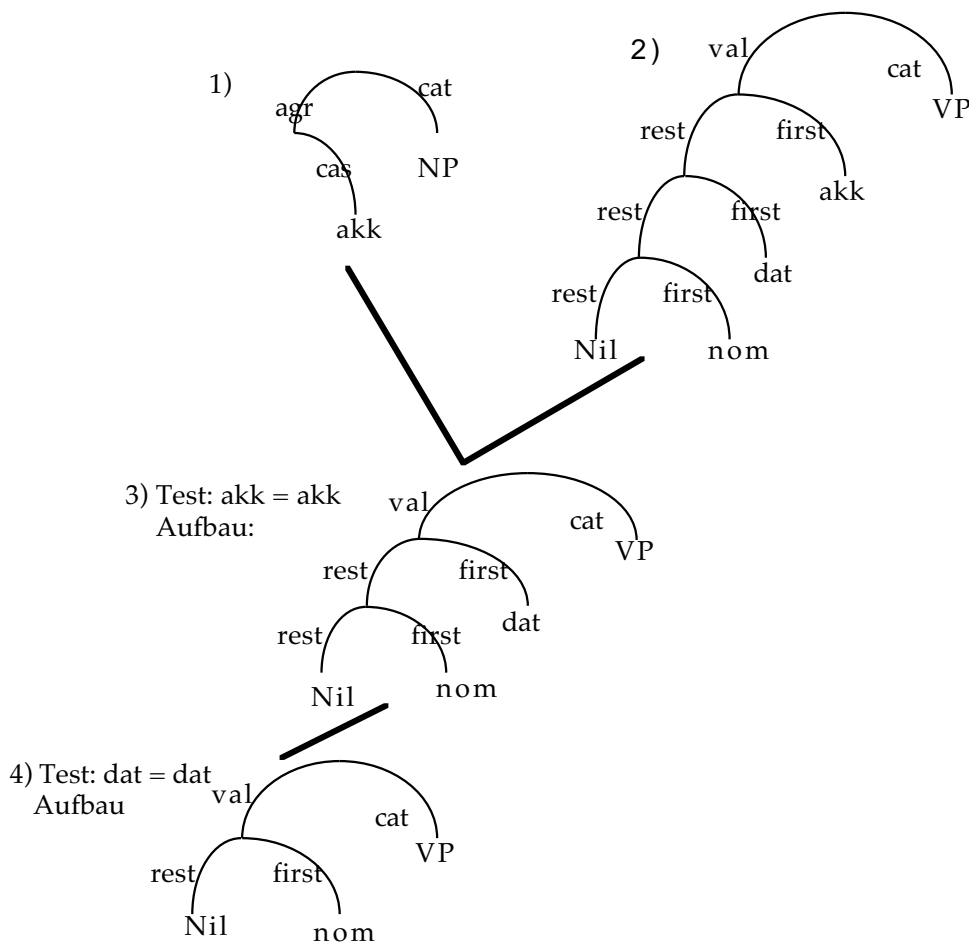 1)
agr
cat
cas
NP
akk
2)
val
cat
VP
rest
first
akk
rest
first
dat
rest
first
Nil
nom
3) Test: akk = akk
Aufbau:
val
cat
VP
rest
first
dat
rest
first
Nil
nom
4) Test: dat = dat
Aufbau
val
cat
VP
rest
first
Nil
nom